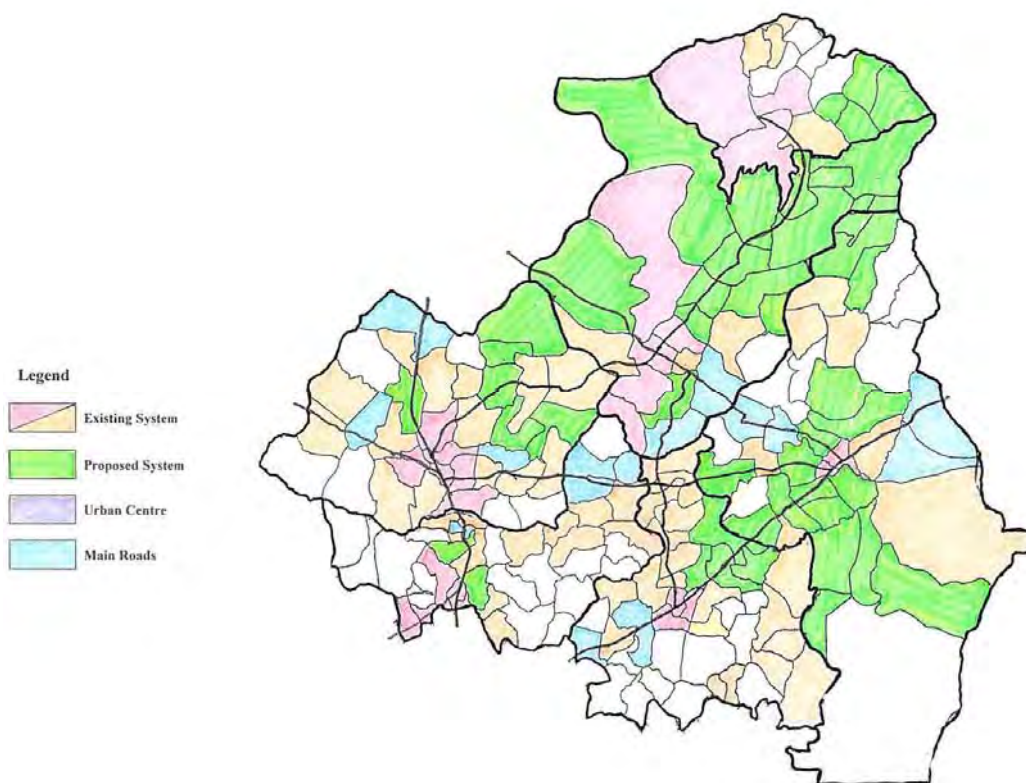 Legend
Existing System
Proposed System
Urban Centre
Main Roads